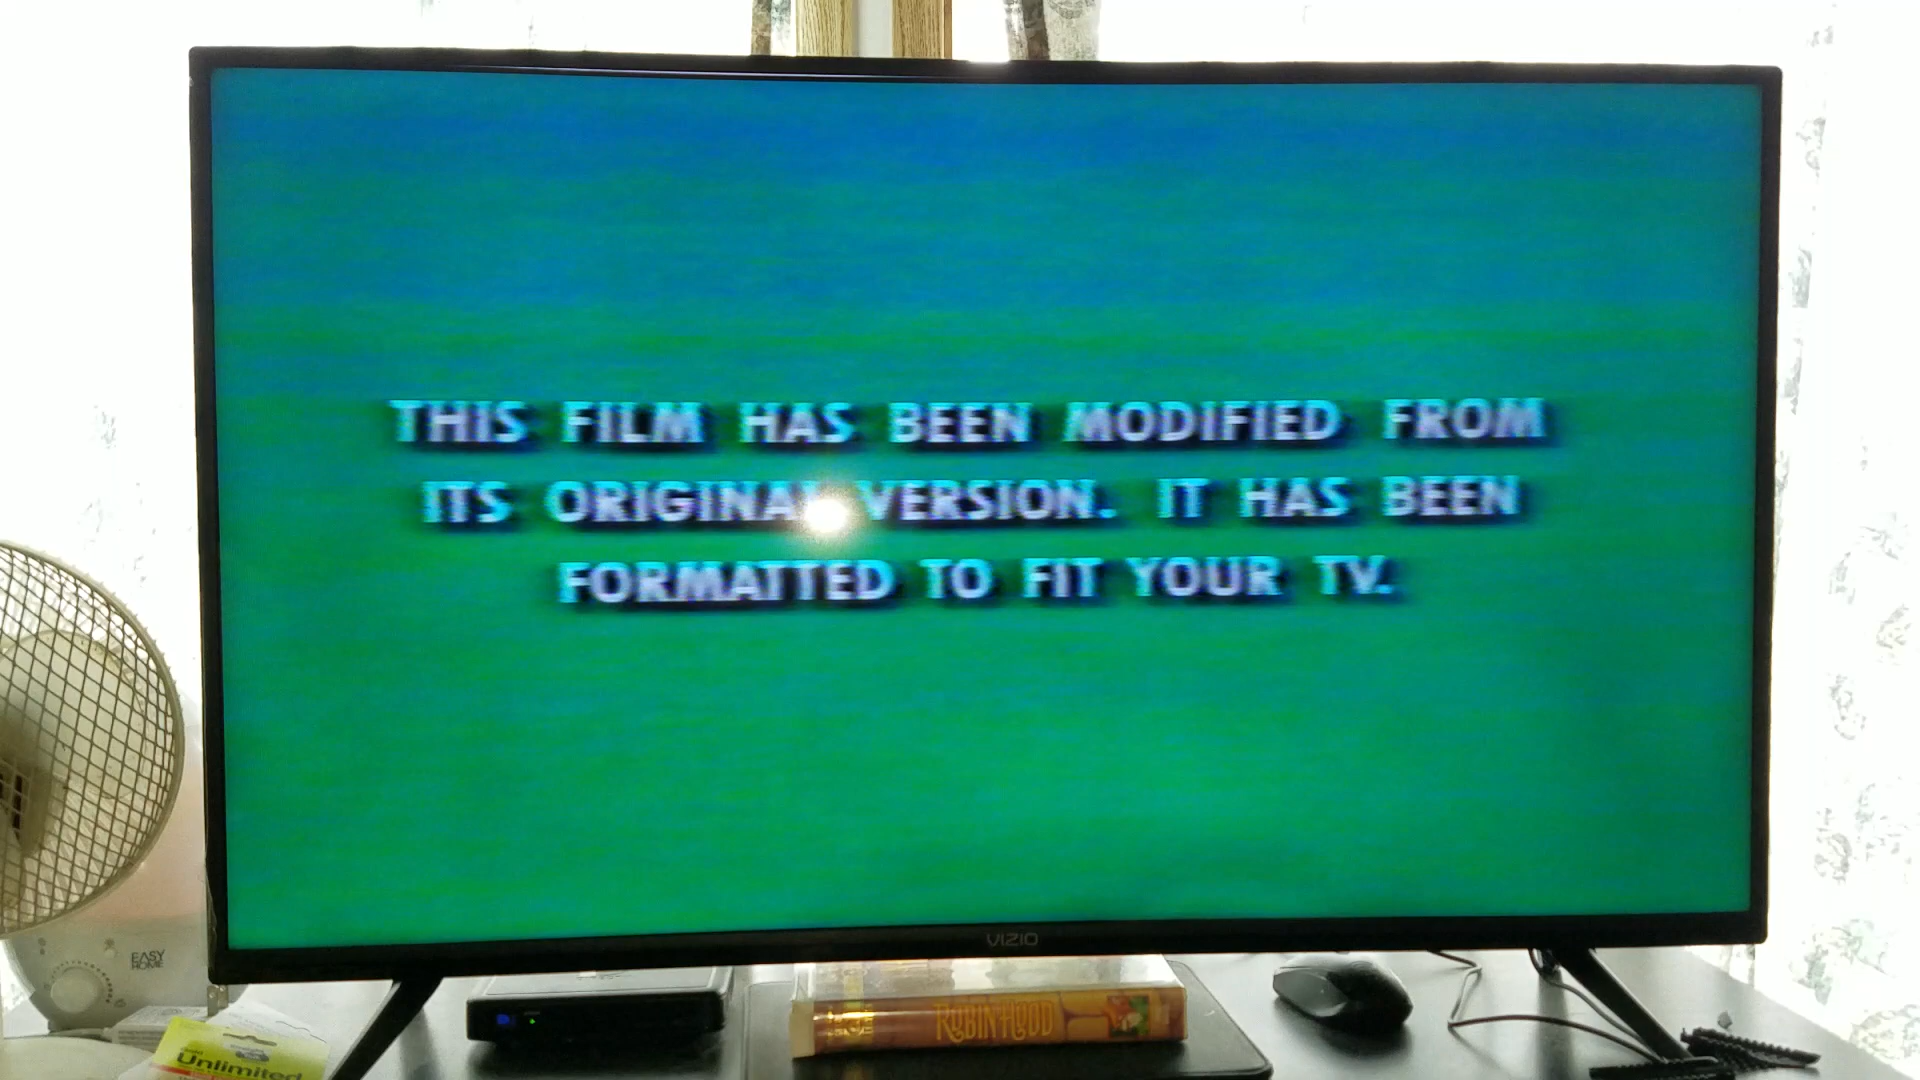 THIS FILM HAS BEEN MODIFIED FROM
ITS ORIGINAL VERSION. IT HAS BEEN
FORMATTED TO FIT YOUR TV.
VIZIO
EASY
HOME
ROBIN HOOD
Unlimited